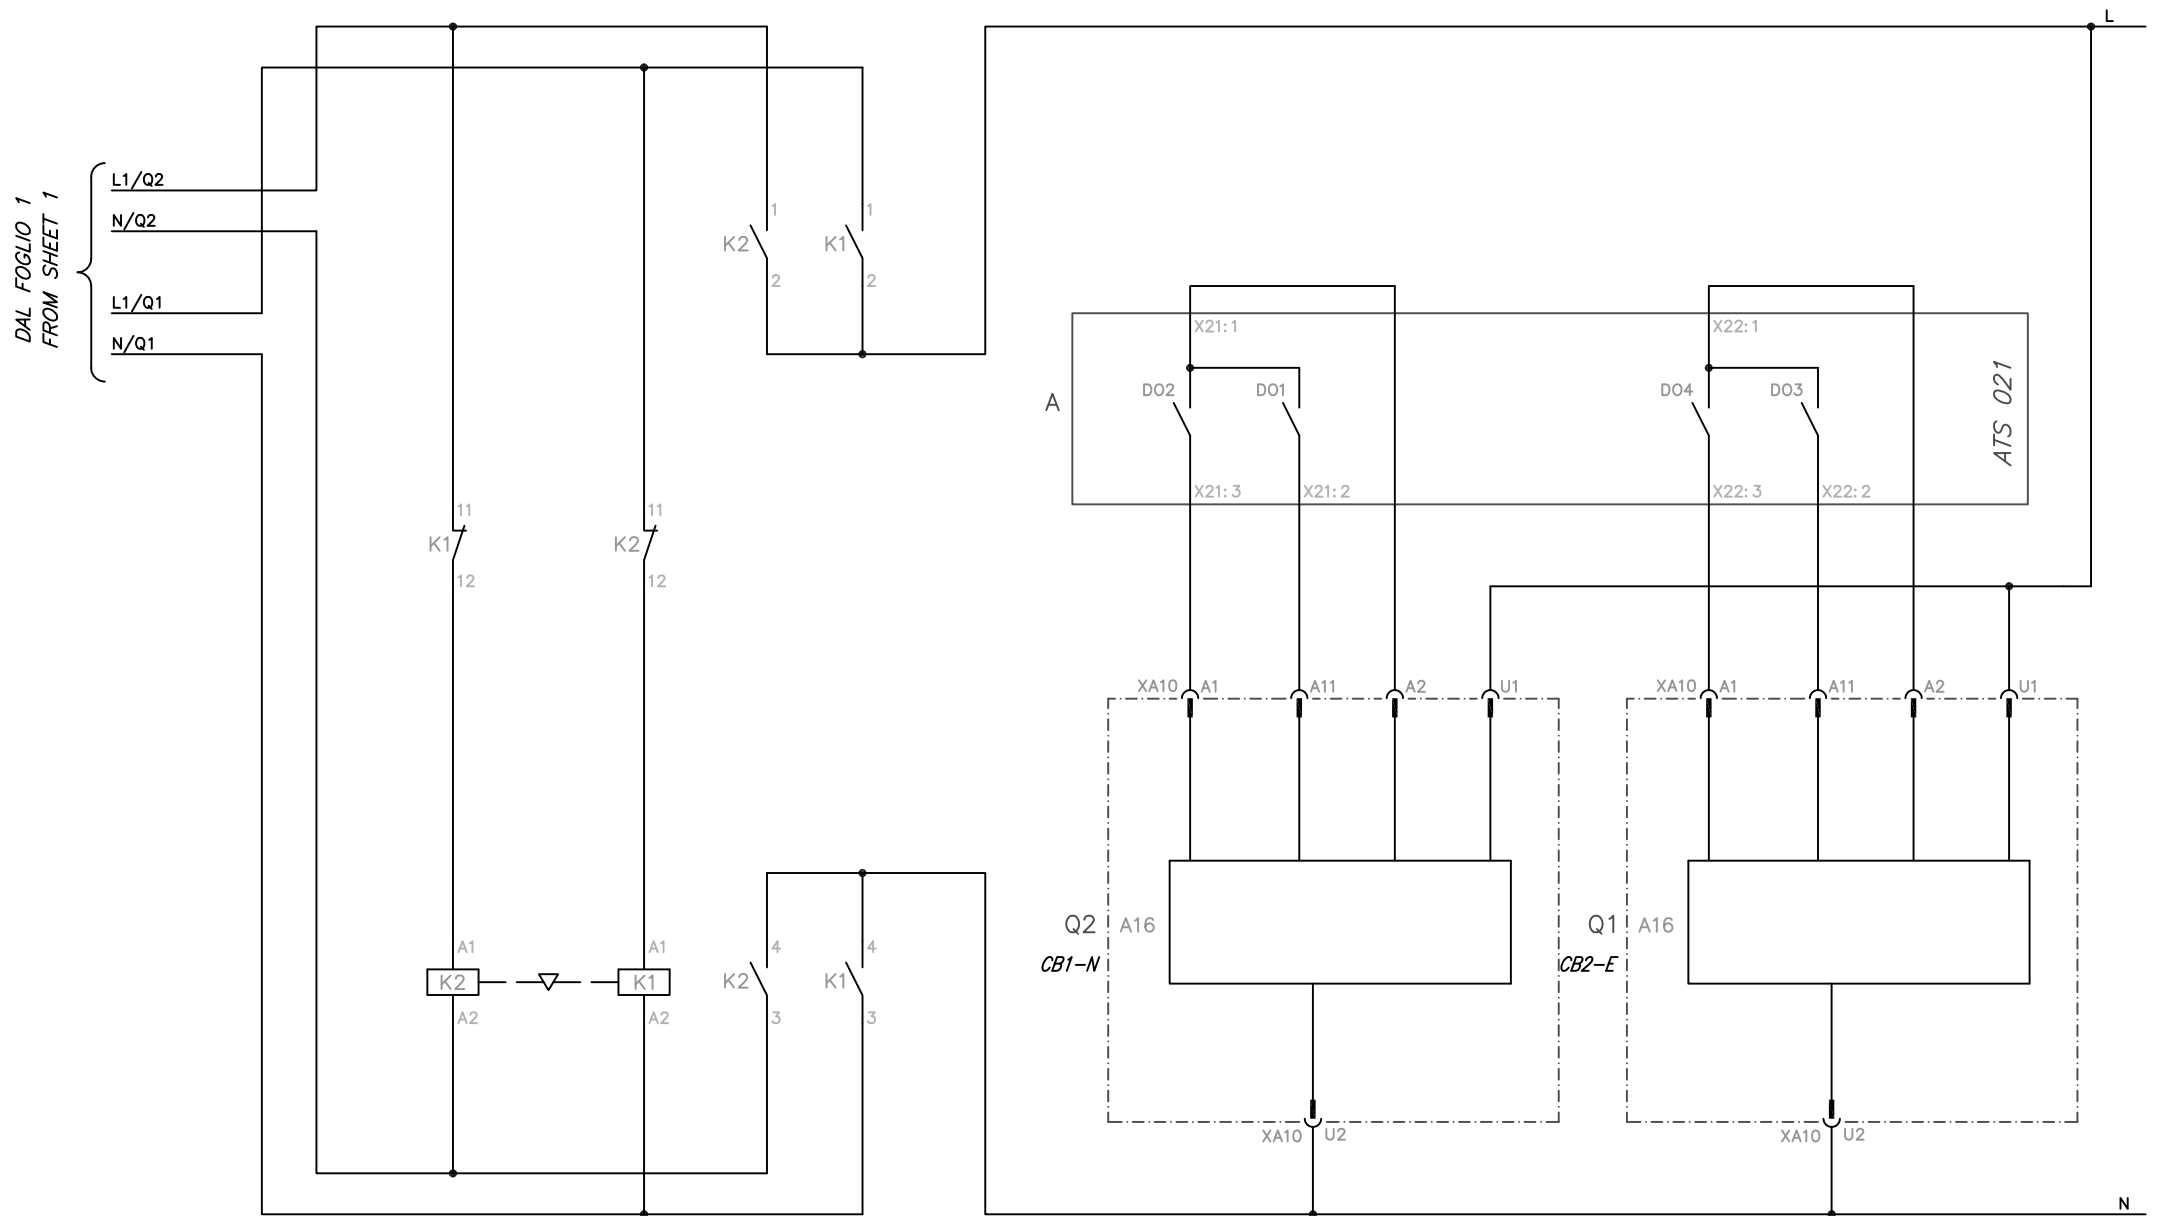 L
DAL FOGLIO 1
FROM SHEET 1
L1/Q2
N/Q2
L1/Q1
N/Q1
1
1
K2
K1
2
2
X21:1
X22:1
A
DO2
DO1
DO4
DO3
ATS 021
X21:3
X21:2
X22:3
X22:2
11
11
K1
K2
12
12
XA10
A1
A11
A2
U1
XA10
A1
A11
A2
U1
Q2
A16
CB1-N
Q1
A16
CB2-E
A1
A1
4
4
K2
K1
K2
K1
A2
A2
3
3
XA10
U2
XA10
U2
N